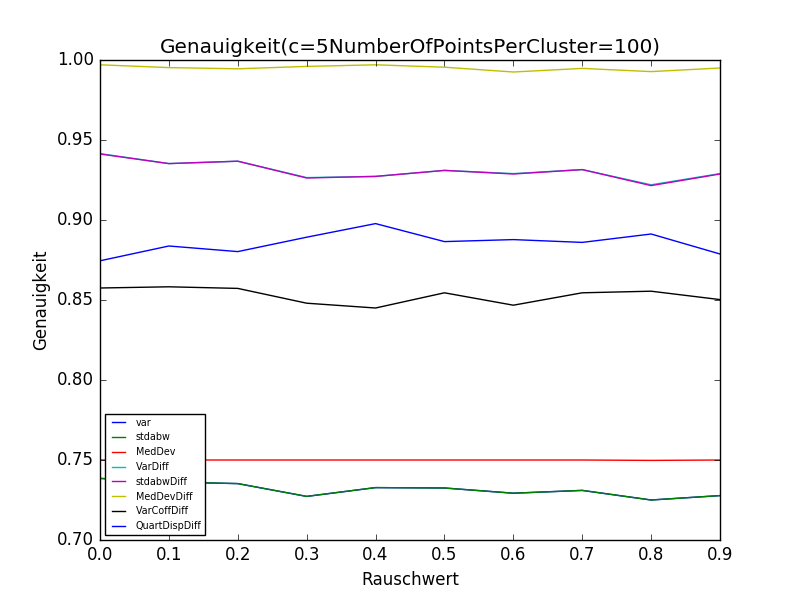 Genauigkeit(c=5NumberOfPointsPerCluster=100)
1.00
0.95
0.90
0.85
0.80
0.75
0.70
Genauigkeit
var
stdabw
MedDev
VarDiff
stdabwDiff
MedDevDiff
VarCoffDiff
QuartDispDiff
0.0 0.1 0.2 0.3 0.4 0.5 0.6 0.7 0.8 0.9
Rauschwert